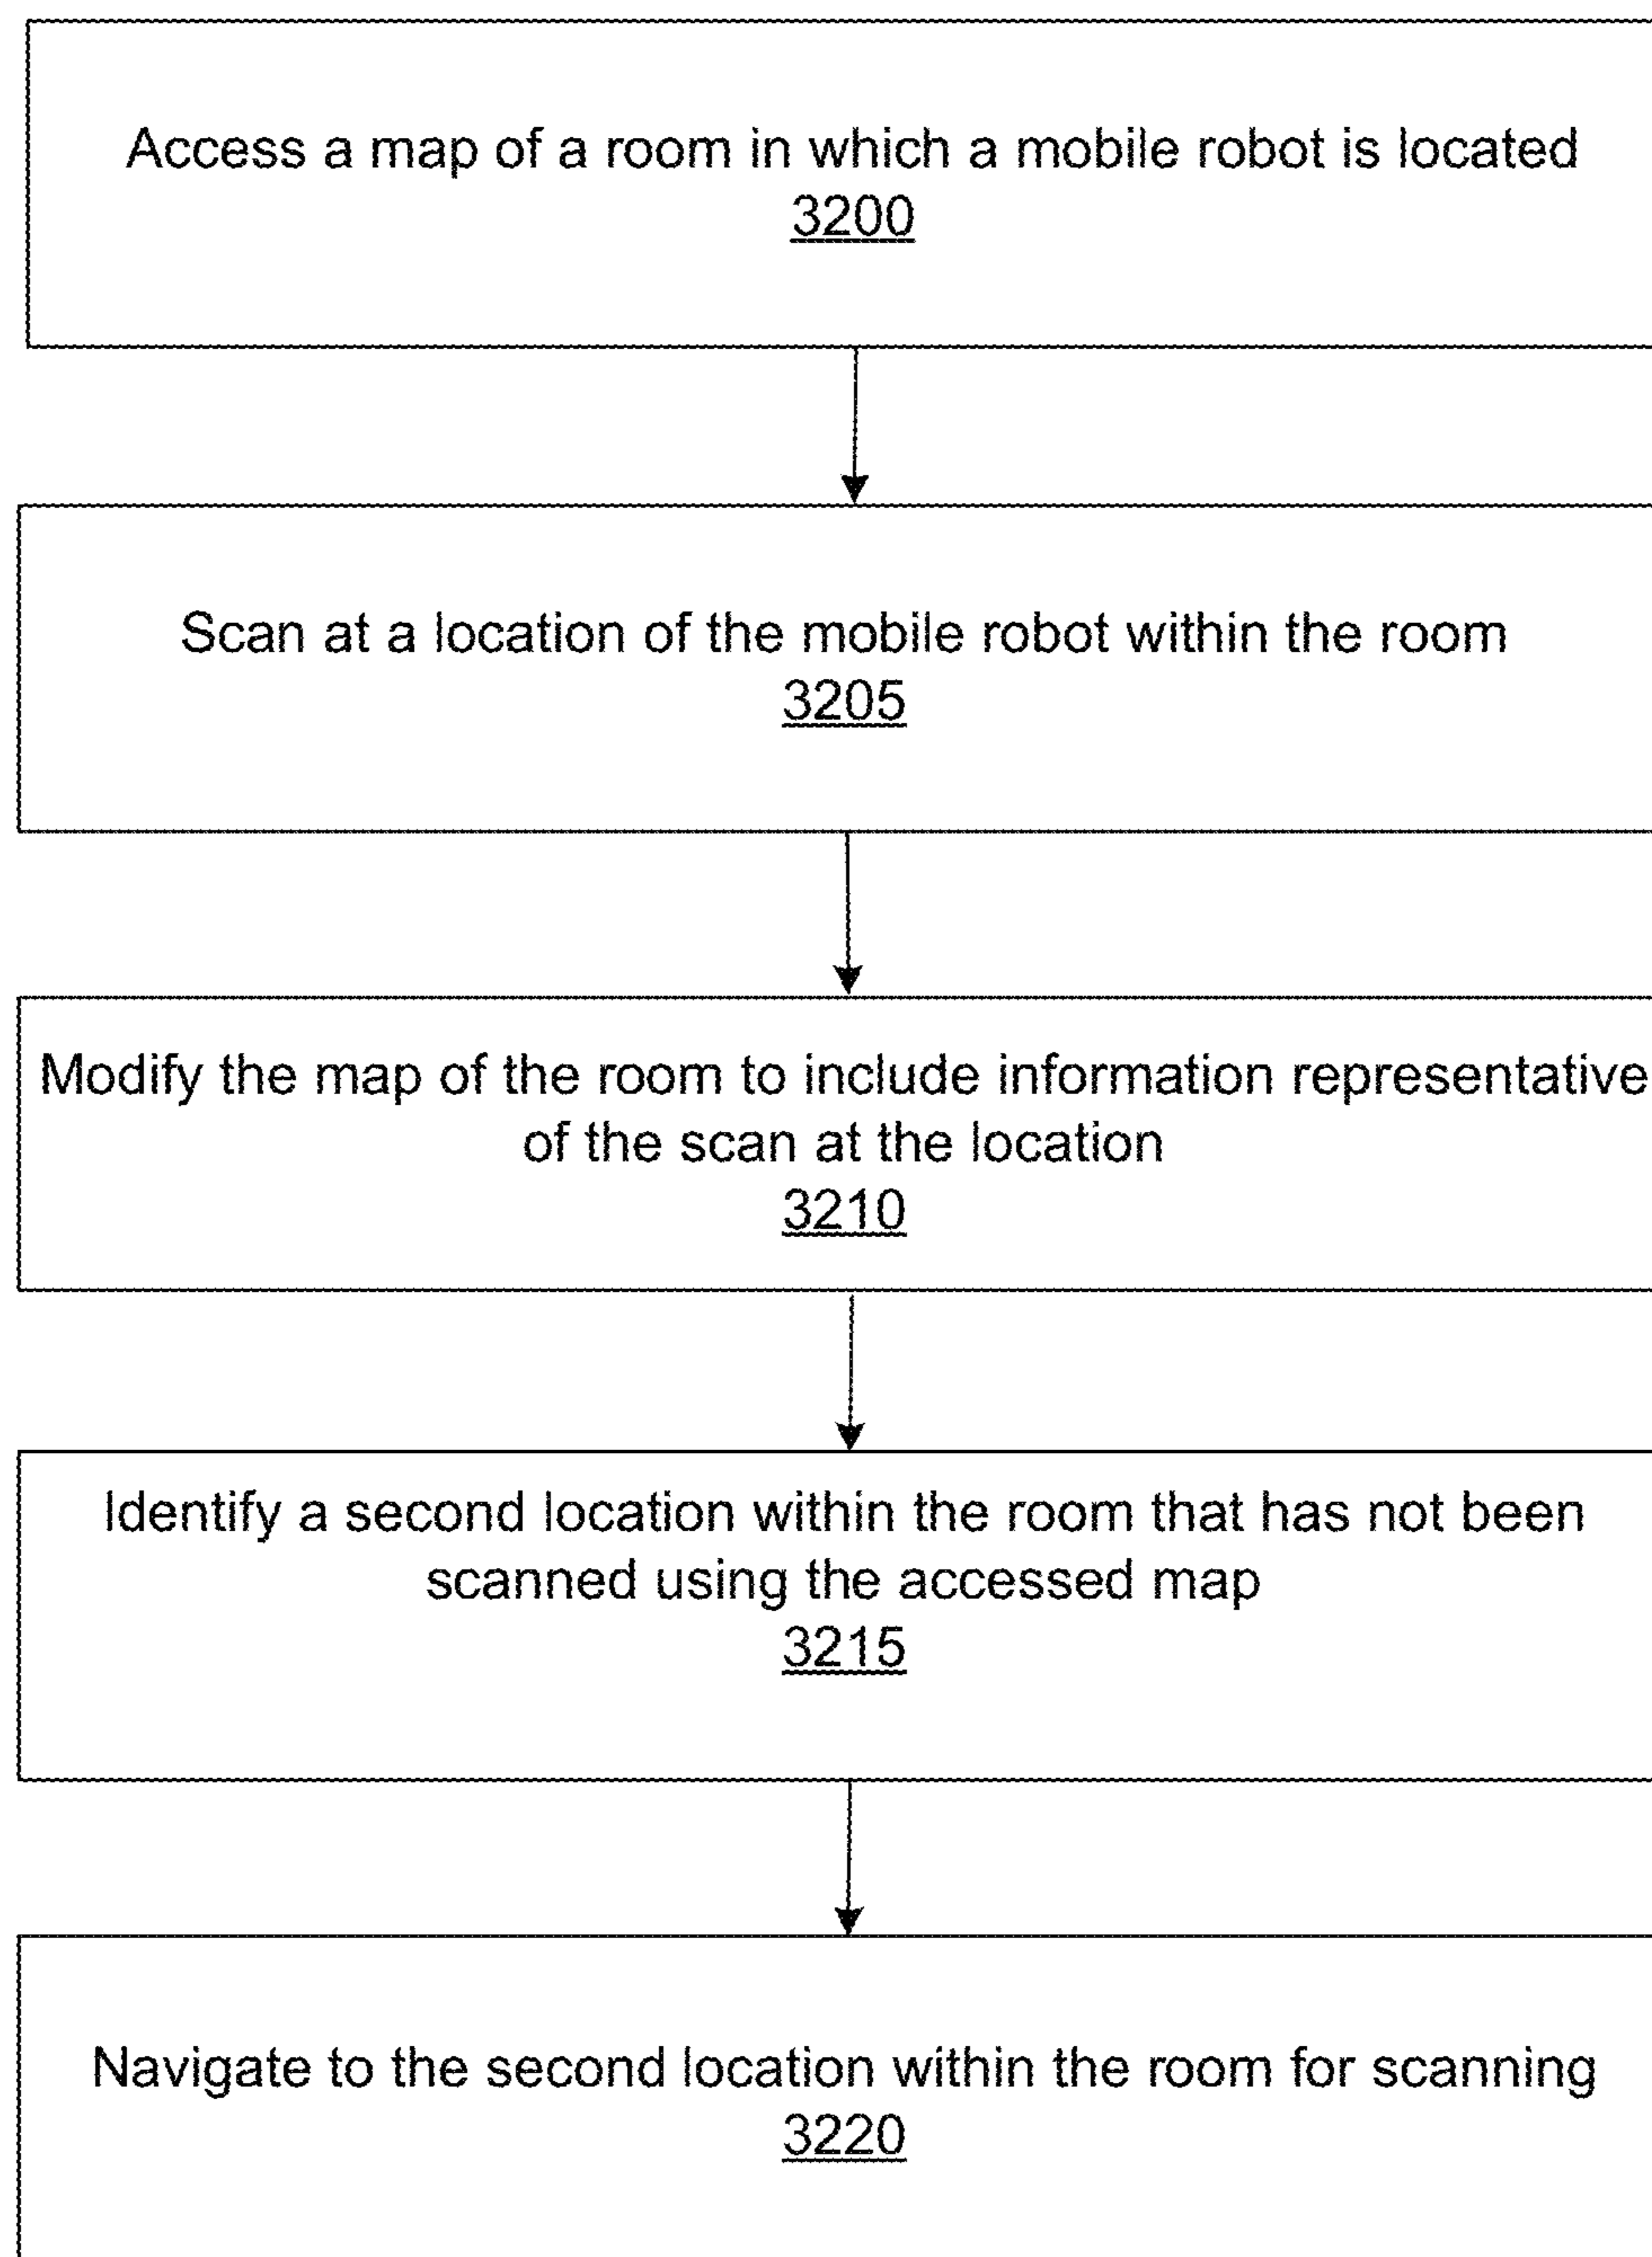 Access a map of a room in which a mobile robot is located
3200
Scan at a location of the mobile robot within the room
3205
Modify the map of the room to include information representative
of the scan at the location
3210
Identify a second location within the room that has not been
scanned using the accessed map
3215
Navigate to the second location within the room for scanning
3220